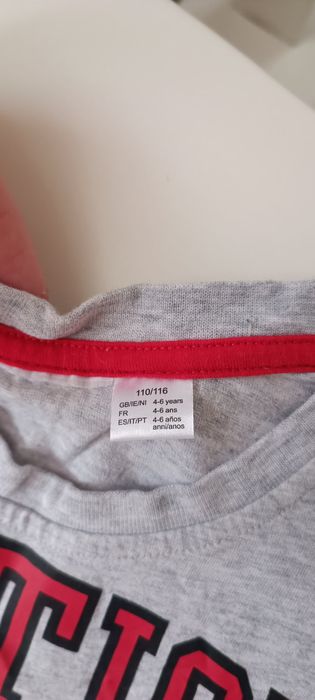 110/116
GB/IE/NI 4-6 years
FR 4-6 ans
ES/IT/PT 4-6 años
anni/anos
TIO